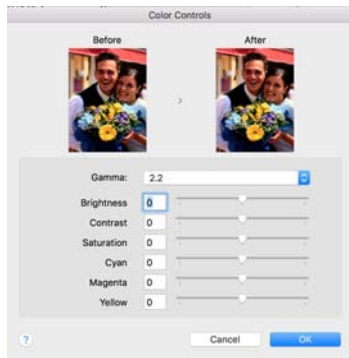 Color Controls
Before After
Gamma: 2.2
Brightness 0
Contrast 0
Saturation 0
Cyan 0
Magenta 0
Yellow 0
? Cancel OK